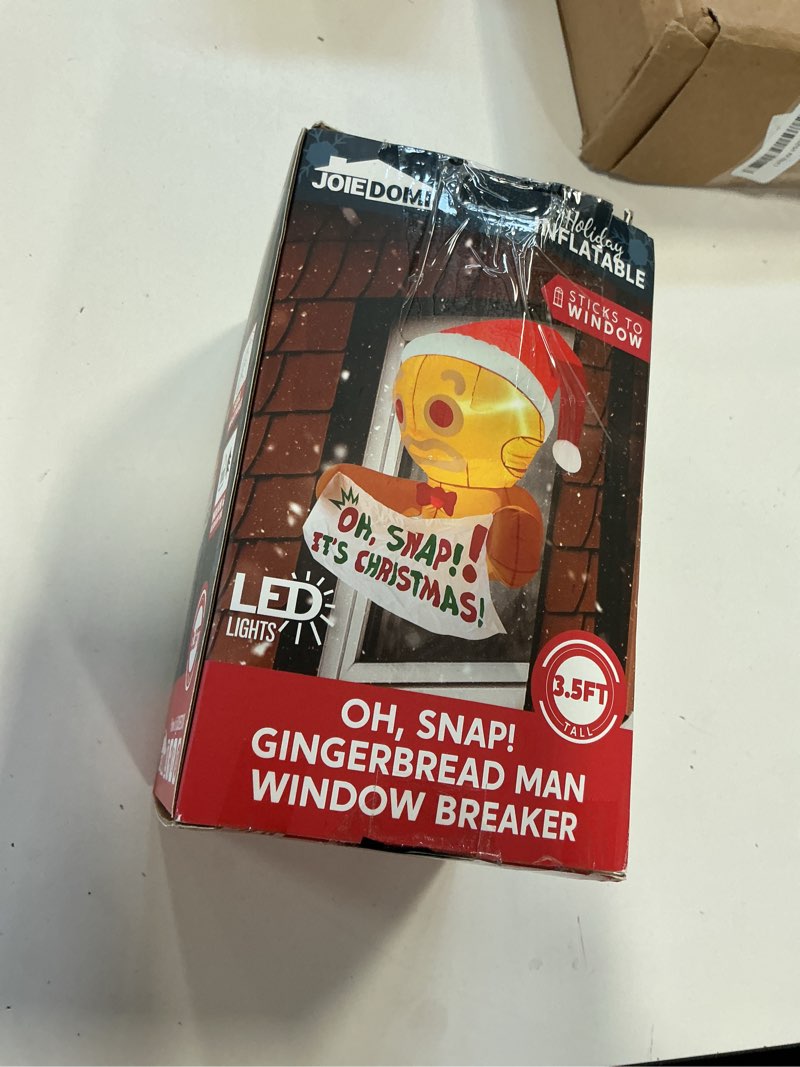 JOIEDOMI
Holiday
INFLATABLE
STICKS TO
WINDOW
OH, SNAP!!
IT'S CHRISTMAS!
LED
LIGHTS
3.5FT
TALL
OH, SNAP!
GINGERBREAD MAN
WINDOW BREAKER